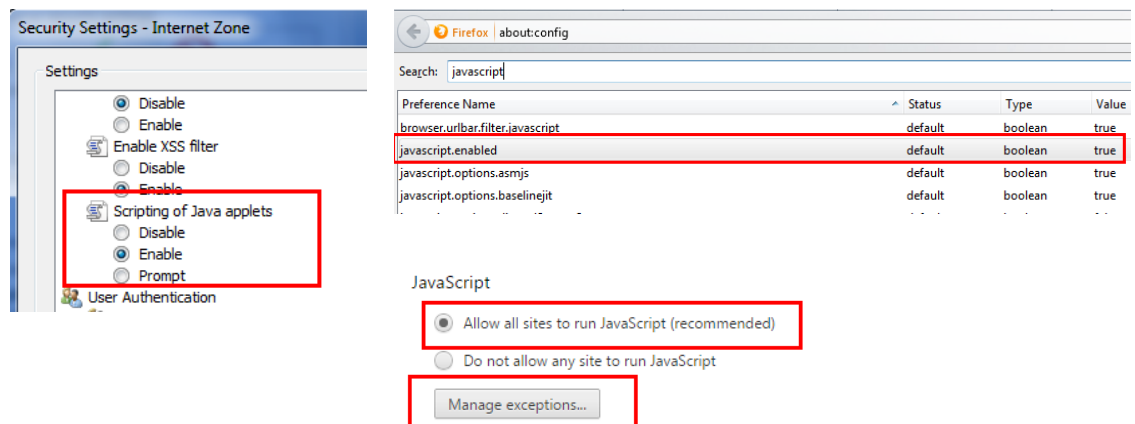 Security Settings - Internet Zone
Settings
Disable
Enable
Enable XSS filter
Disable
Enable
Scripting of Java applets
Disable
Enable
Prompt
User Authentication
Firefox about:config
Search: javascript
Preference Name Status Type Value
browser.urlbar.filter.javascript default boolean true
javascript.enabled default boolean true
javascript.options.asmjs default boolean true
javascript.options.baselinejit default boolean true
JavaScript
Allow all sites to run JavaScript (recommended)
Do not allow any site to run JavaScript
Manage exceptions...